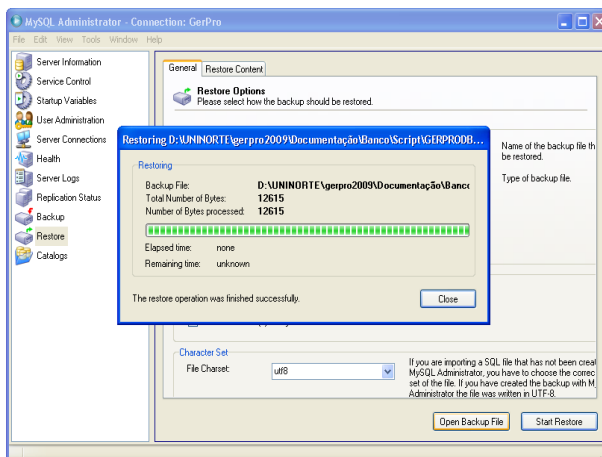 MySQL Administrator - Connection: GerPro
File Edit View Tools Window Help
Server Information
Service Control
Startup Variables
User Administration
Server Connections
Health
Server Logs
Replication Status
Backup
Restore
Catalogs
General Restore Content
Restore Options
Please select how the backup should be restored.
Name of the backup file th
be restored.
Type of backup file.
Restoring D:\UNINORTE\gerpro2009\Documentação\Banco\Script\GERPRODB...
Restoring
Backup File: D:\UNINORTE\gerpro2009\Documentação\Banco
Total Number of Bytes: 12615
Number of Bytes processed: 12615
Elapsed time: none
Remaining time: unknown
The restore operation was finished successfully.
Close
Character Set
File Charset: utf8
If you are importing a SQL file that has not been creat
MySQL Administrator, you have to choose the correc
set of the file. If you have created the backup with M
Administrator the file was written in UTF-8.
Open Backup File Start Restore